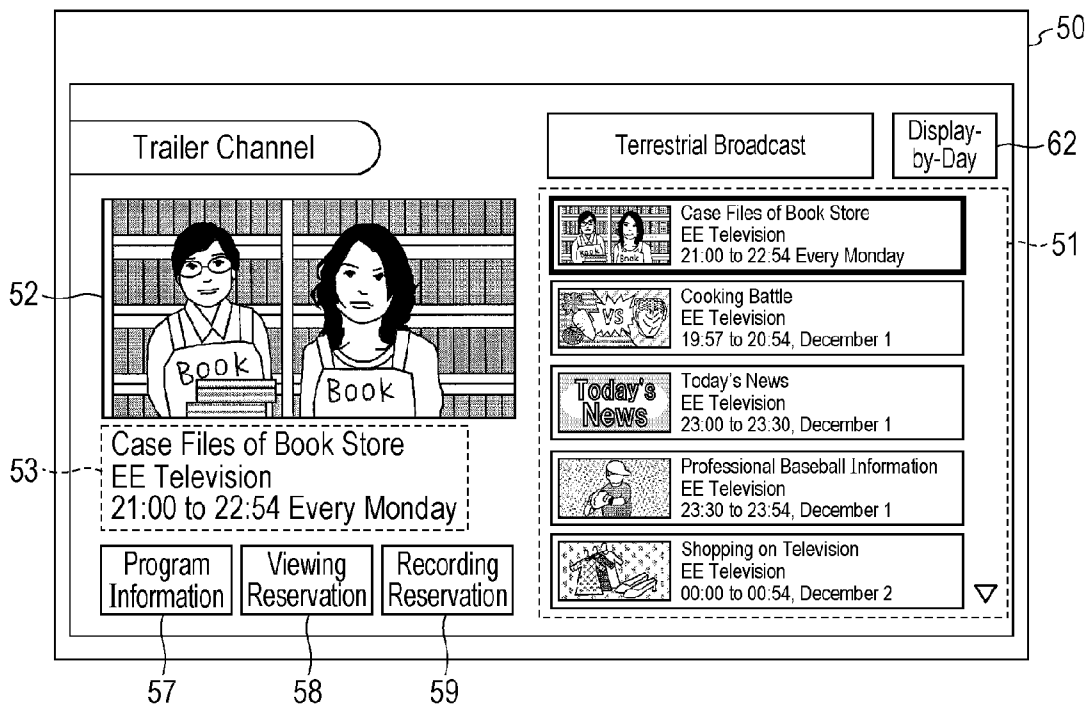 50
Trailer Channel
Terrestrial Broadcast
Display-
by-Day
62
52
BOOK
BOOK
Case Files of Book Store
EE Television
21:00 to 22:54 Every Monday
53
Program
Information
Viewing
Reservation
Recording
Reservation
57
58
59
51
BOOK
Book
Case Files of Book Store
EE Television
21:00 to 22:54 Every Monday
VS
Cooking Battle
EE Television
19:57 to 20:54, December 1
Today's
News
Today's News
EE Television
23:00 to 23:30, December 1
Professional Baseball Information
EE Television
23:30 to 23:54, December 1
Shopping on Television
EE Television
00:00 to 00:54, December 2